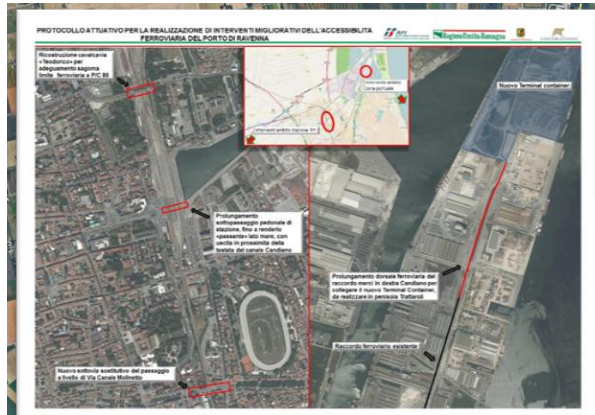 PROTOCOLLO ATTUATIVO PER LA REALIZZAZIONE DI INTERVENTI MIGLIORATIVI DELL'ACCESSIBILITA
FERROVIARIA DEL PORTO DI RAVENNA
RegioneEmilia-Romagna
Ricostruzione cavalcavia
«Teodorico» per
adeguamento sagoma
limite ferroviaria a P/C 80
Intervento ambito
zona portuale
Interventi ambito stazione RFI
Nuovo Terminal container
Prolungamento
sottopassaggio pedonale di
stazione, fino a renderlo
«passante» lato mare, con
uscita in prossimità della
testata del canale Candiano
Prolungamento dorsale ferroviaria del
raccordo merci in destra Candiano per
collegare il nuovo Terminal Container,
da realizzare in penisola Trattaroli
Raccordo ferroviario esistente
Nuovo sottovia sostitutivo del passaggio
a livello di Via Canale Molinetto